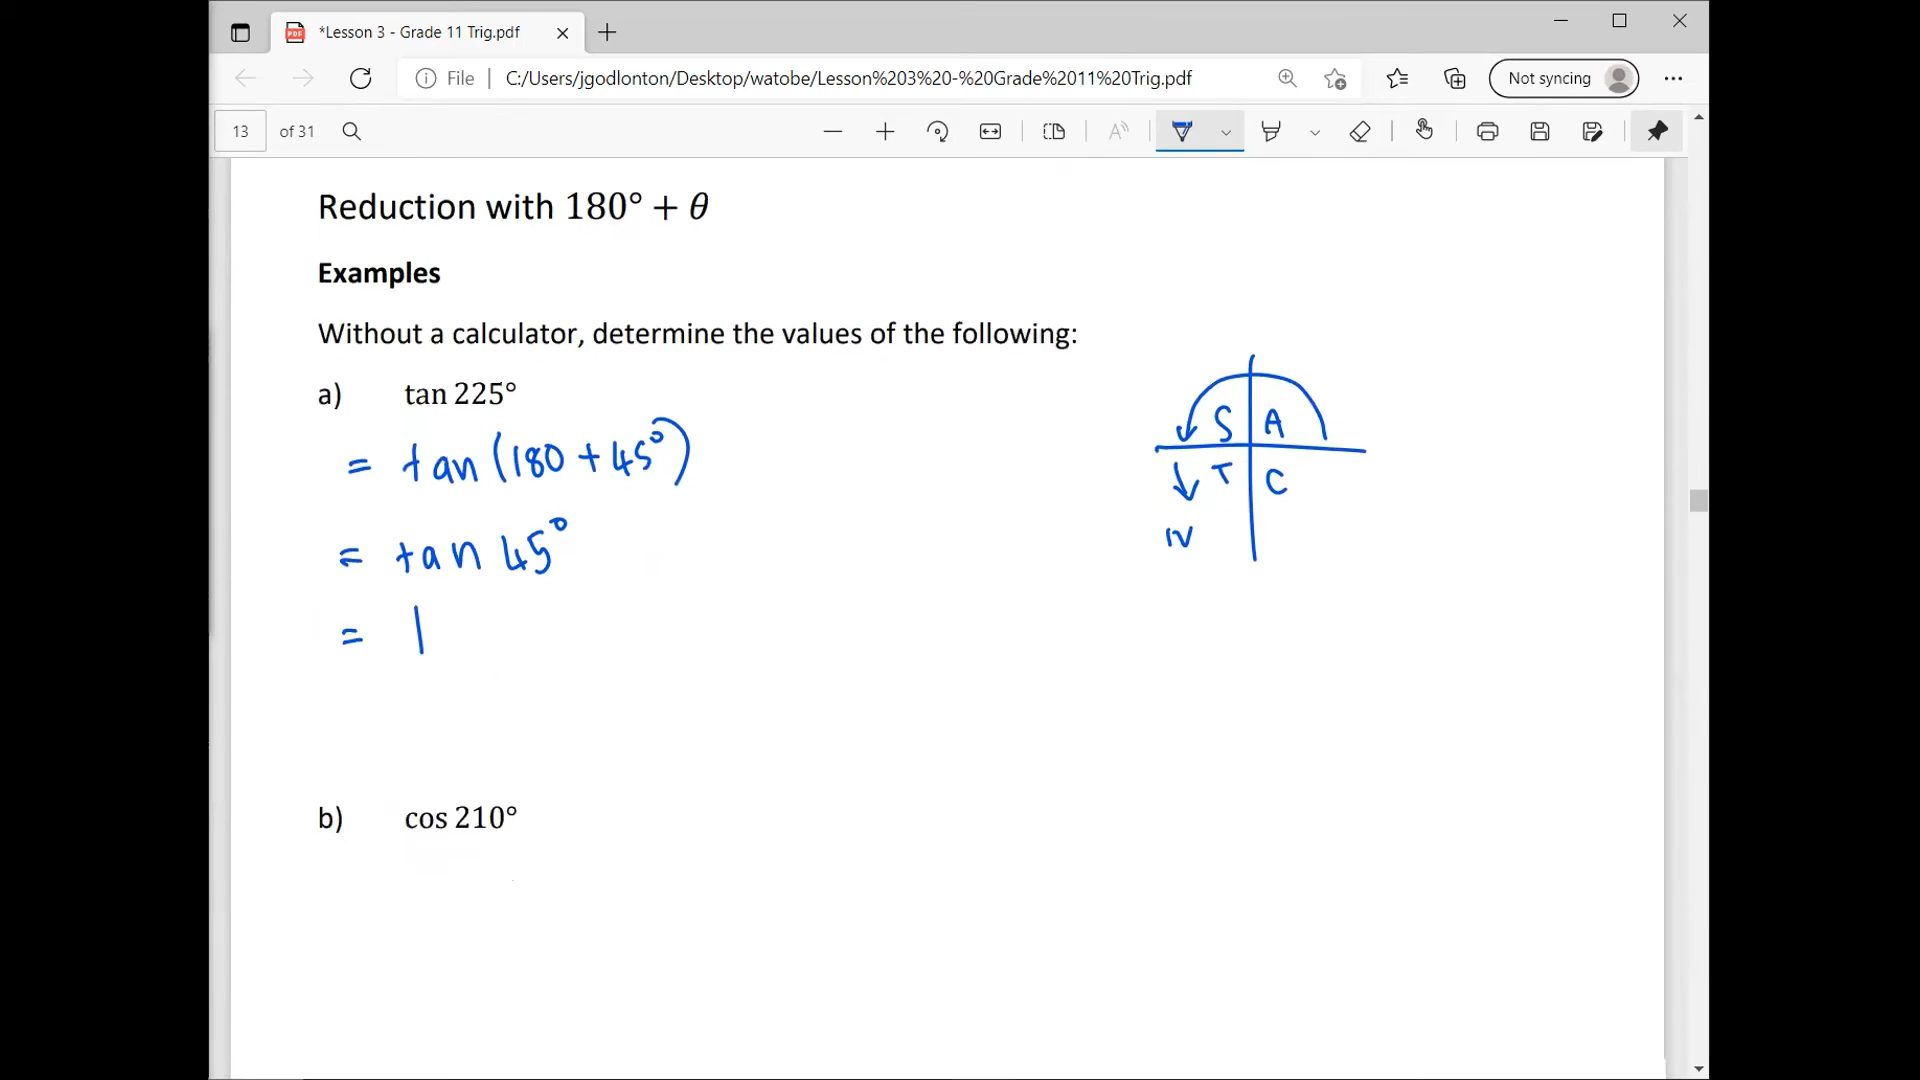 *Lesson 3 - Grade 11 Trig.pdf
File | C:/Users/jgodlonton/Desktop/watobe/Lesson%203%20-%20Grade%2011%20Trig.pdf
Not syncing
13 of 31
Reduction with 180° + θ
Examples
Without a calculator, determine the values of the following:
a) tan 225°
= tan (180 + 45°)
= tan 45°
= 1
S A
T C
IV
b) cos 210°